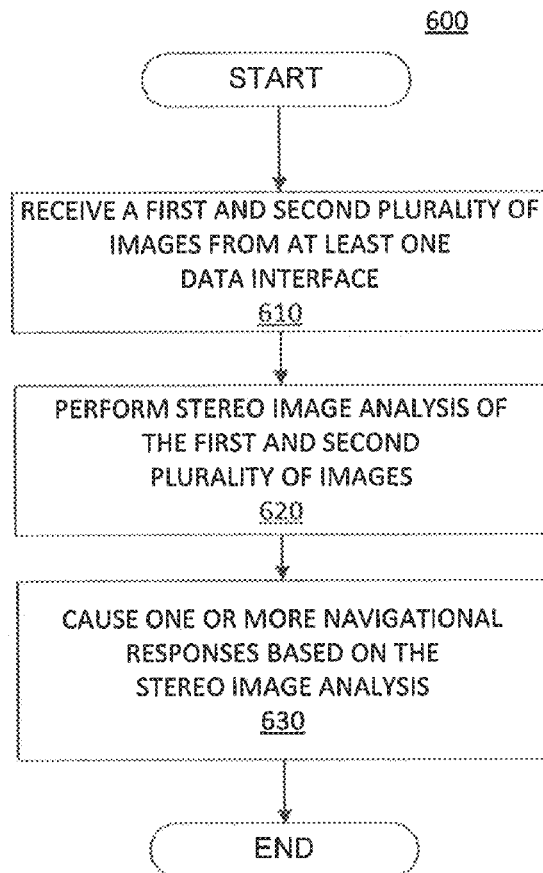 600
START
RECEIVE A FIRST AND SECOND PLURALITY OF
IMAGES FROM AT LEAST ONE
DATA INTERFACE
610
PERFORM STEREO IMAGE ANALYSIS OF
THE FIRST AND SECOND
PLURALITY OF IMAGES
620
CAUSE ONE OR MORE NAVIGATIONAL
RESPONSES BASED ON THE
STEREO IMAGE ANALYSIS
630
END